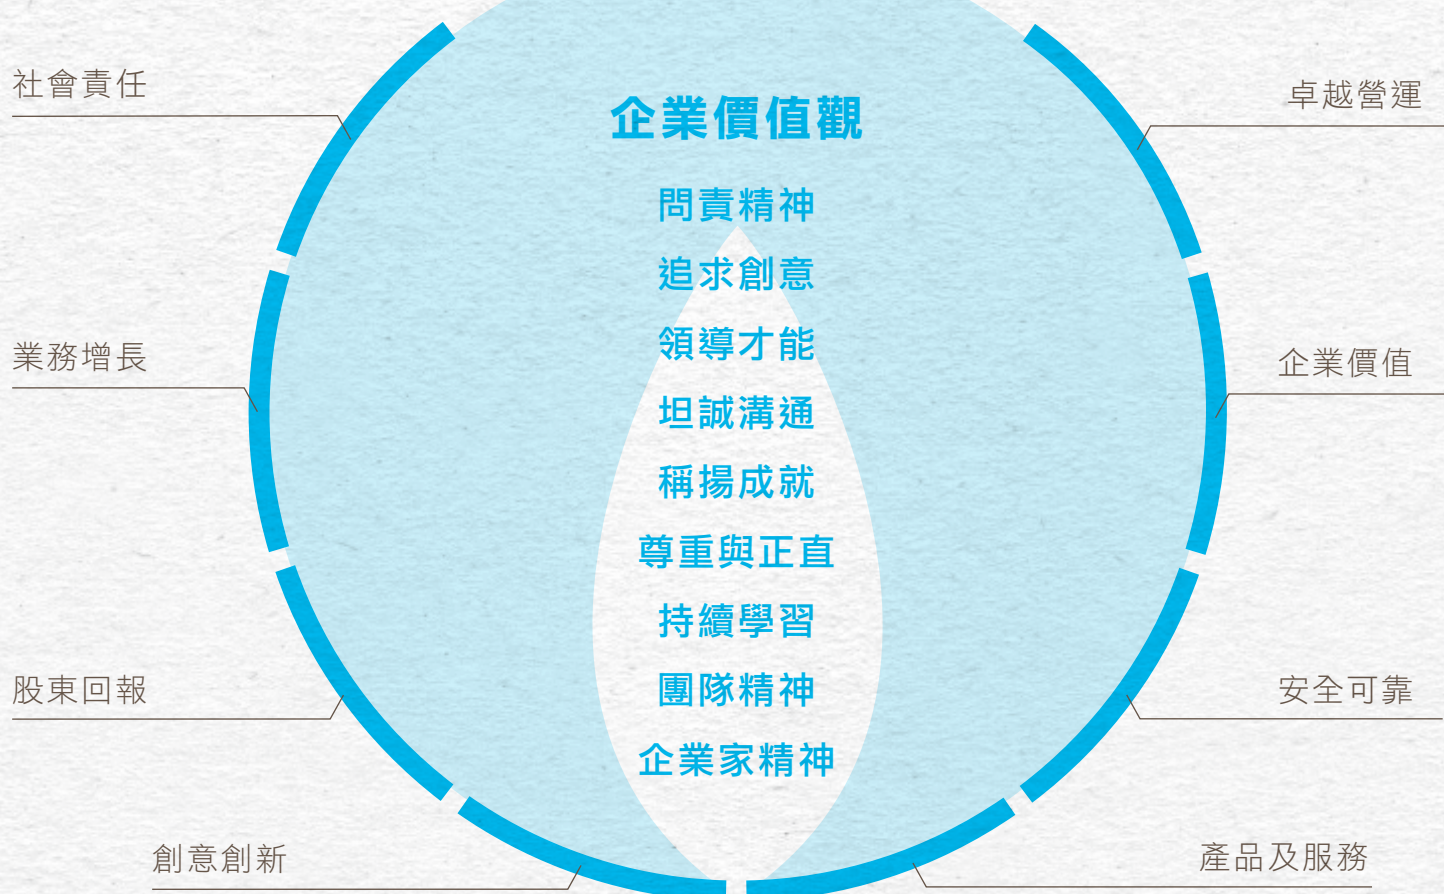 社會責任
卓越營運
企業價值觀
問責精神
追求創意
領導才能
業務增長
企業價值
坦誠溝通
稱揚成就
尊重與正直
持續學習
股東回報
團隊精神
安全可靠
企業家精神
創意創新
產品及服務